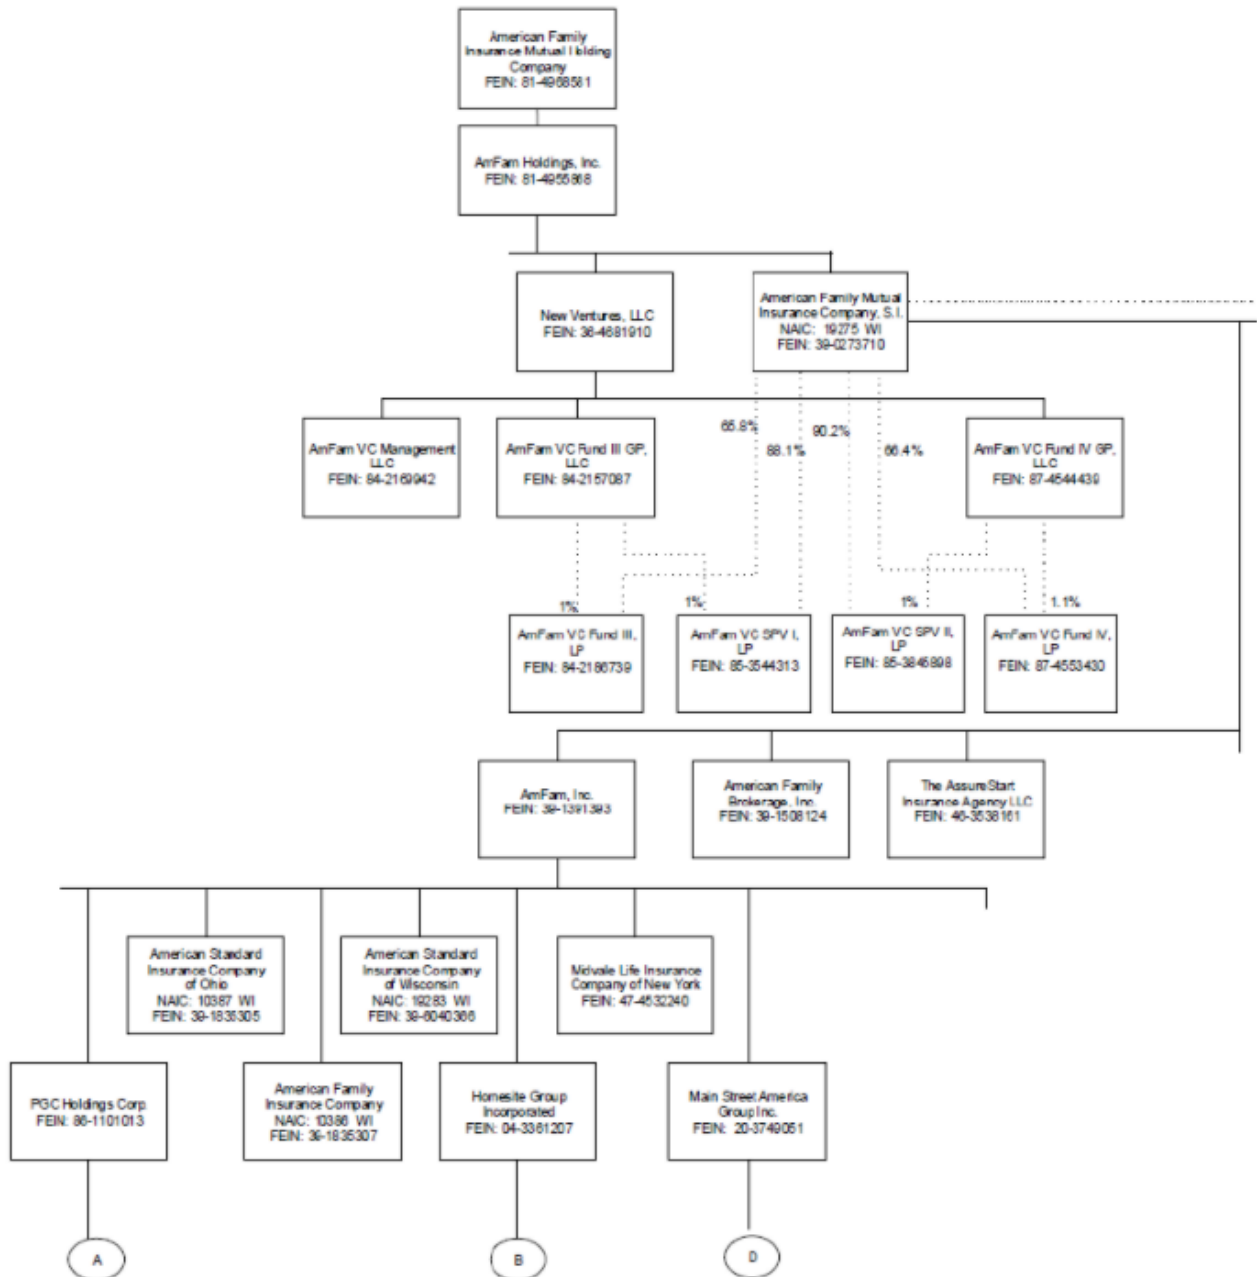 American Family
Insurance Mutual Holding
Company
FEIN: 81-4968581
AmFam Holdings, Inc.
FEIN: 81-4955868
New Ventures, LLC
FEIN: 36-4681910
American Family Mutual
Insurance Company, S.I.
NAIC: 19275 WI
FEIN: 39-0273710
65.8%
88.1%
90.2%
66.4%
AmFam VC Management
LLC
FEIN: 84-2169942
AmFam VC Fund III GP,
LLC
FEIN: 84-2157087
AmFam VC Fund IV GP,
LLC
FEIN: 87-4544439
1%
1%
1%
1.1%
AmFam VC Fund III,
LP
FEIN: 84-2186739
AmFam VC SPV I,
LP
FEIN: 85-3544313
AmFam VC SPV II,
LP
FEIN: 85-3845898
AmFam VC Fund IV,
LP
FEIN: 87-4553430
AmFam, Inc.
FEIN: 39-1391393
American Family
Brokerage, Inc.
FEIN: 39-1508124
The AssureStart
Insurance Agency LLC
FEIN: 46-3538161
American Standard
Insurance Company
of Ohio
NAIC: 10387 WI
FEIN: 39-1835305
American Standard
Insurance Company
of Wisconsin
NAIC: 19283 WI
FEIN: 39-6040366
Midvale Life Insurance
Company of New York
FEIN: 47-4532240
PGC Holdings Corp.
FEIN: 86-1101013
American Family
Insurance Company
NAIC: 10386 WI
FEIN: 39-1835307
Homesite Group
Incorporated
FEIN: 04-3361207
Main Street America
Group Inc.
FEIN: 20-3749051
A
B
D